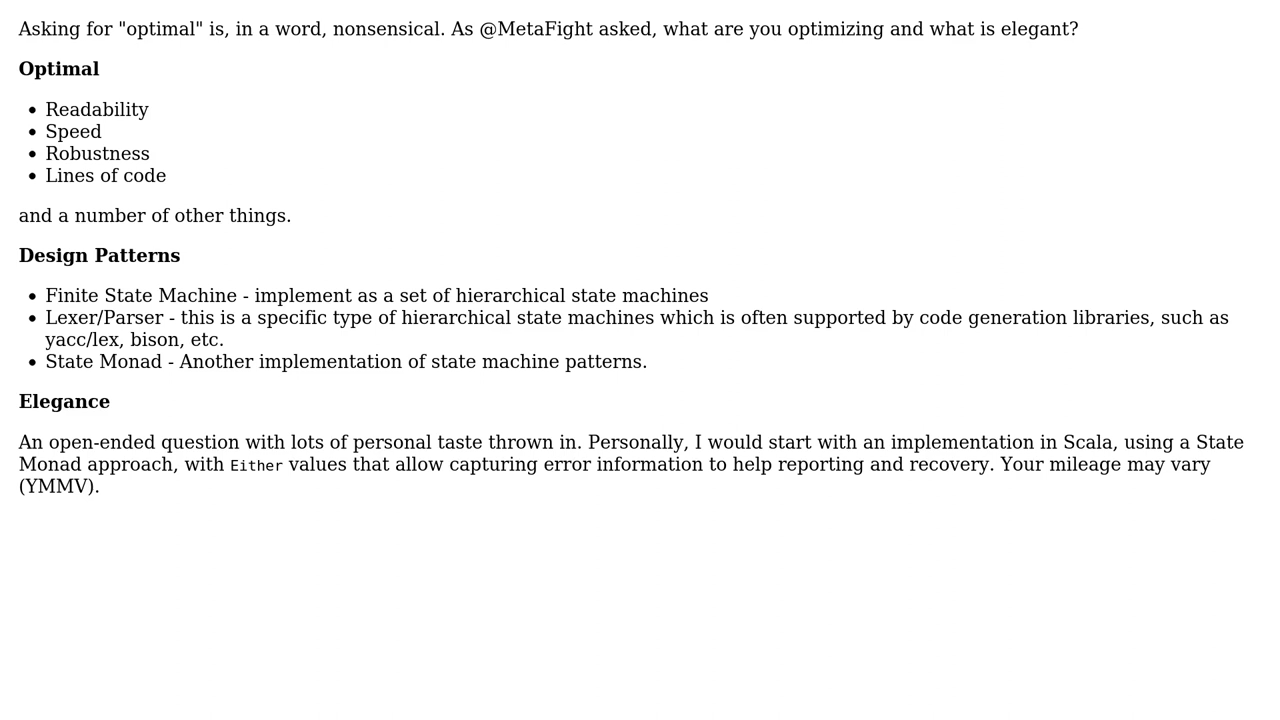 Asking for "optimal" is, in a word, nonsensical. As @MetaFight asked, what are you optimizing and what is elegant?
Optimal
• Readability
• Speed
• Robustness
• Lines of code
and a number of other things.
Design Patterns
• Finite State Machine - implement as a set of hierarchical state machines
• Lexer/Parser - this is a specific type of hierarchical state machines which is often supported by code generation libraries, such as
yacc/lex, bison, etc.
• State Monad - Another implementation of state machine patterns.
Elegance
An open-ended question with lots of personal taste thrown in. Personally, I would start with an implementation in Scala, using a State
Monad approach, with Either values that allow capturing error information to help reporting and recovery. Your mileage may vary
(YMMV).